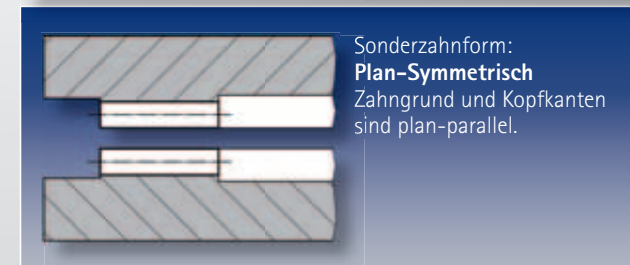 Sonderzahnform:
Plan-Symmetrisch
Zahngrund und Kopfkanten
sind plan-parallel.